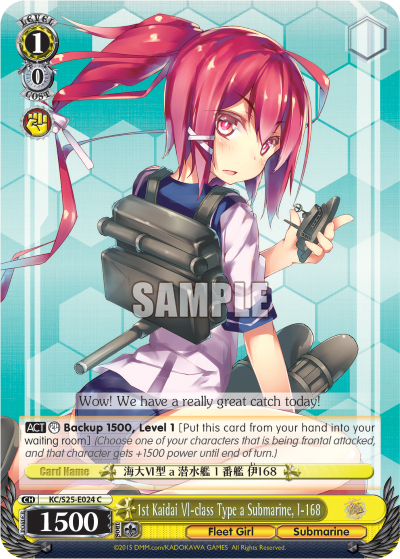 LEVEL
1
0
COST
SAMPLE
Wow! We have a really great catch today!
ACT Backup 1500, Level 1 [Put this card from your hand into your
waiting room] (Choose one of your characters that is being frontal attacked,
and that character gets +1500 power until end of turn.)
Card Name 海大Ⅵ型 a 潜水艦 1 番艦 伊168
CH KC/S25-E024 C
1st Kaidai Ⅵ-class Type a Submarine, I-168
POWER 1500 SOUL
Fleet Girl Submarine
©2015 DMM.com/KADOKAWA GAMES All Rights Reserved.